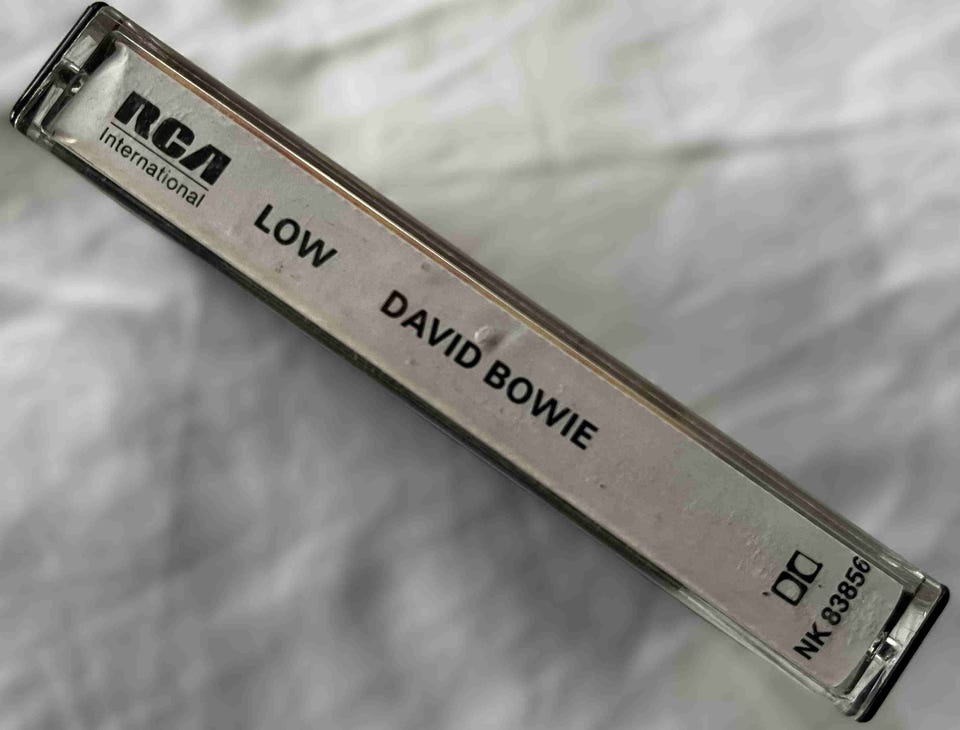 RCA
International
LOW
DAVID BOWIE
NK 83856